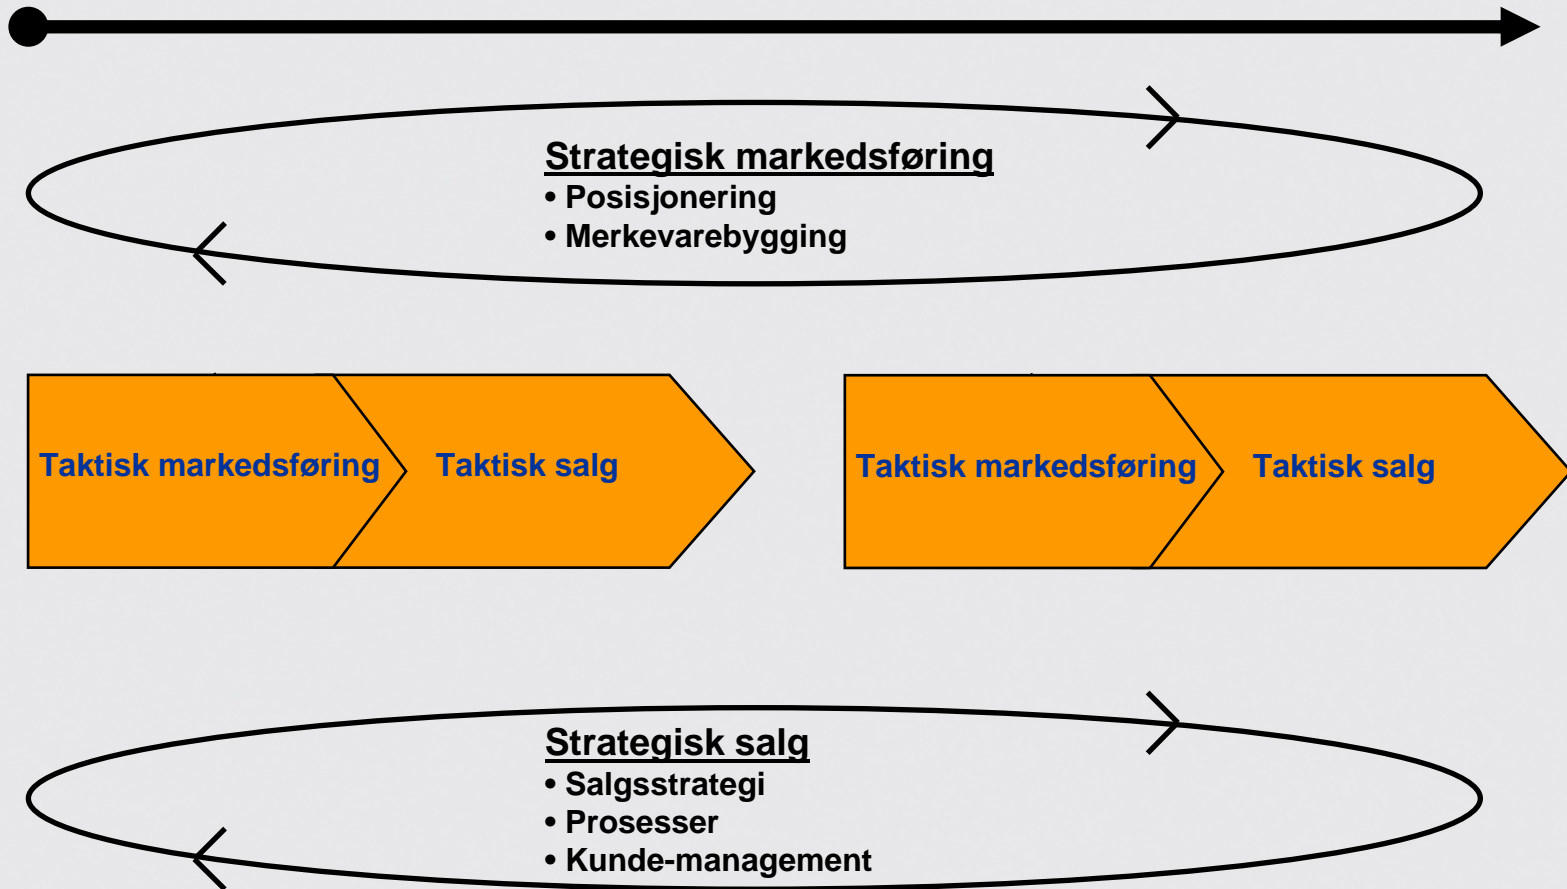 Strategisk markedsføring
• Posisjonering
• Merkevarebygging
Taktisk markedsføring
Taktisk salg
Taktisk markedsføring
Taktisk salg
Strategisk salg
• Salgsstrategi
• Prosesser
• Kunde-management